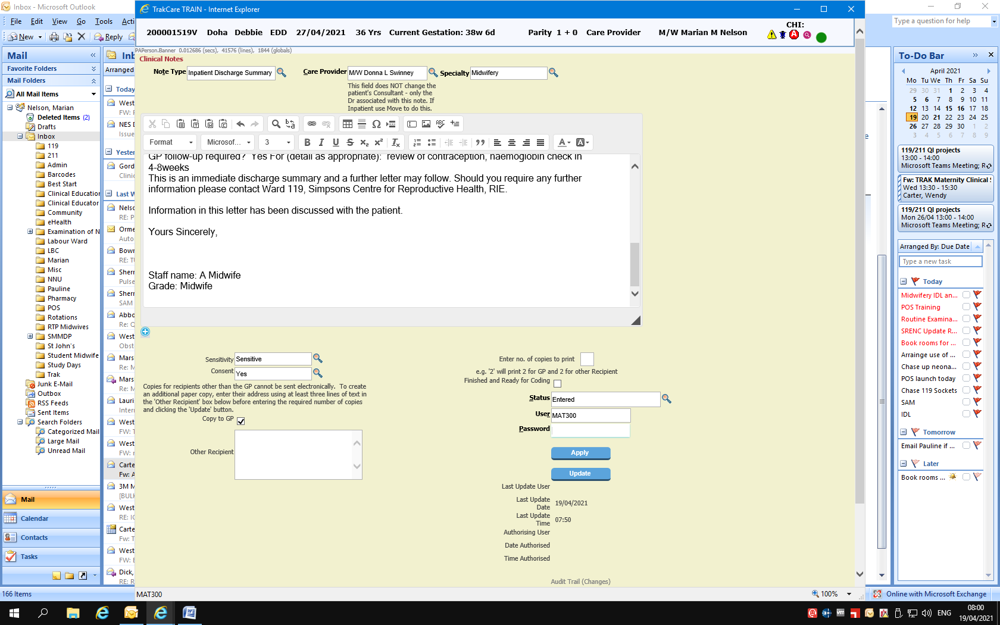 Inbox - Microsoft Outlook
File Edit View Go Tools Acti
New Reply
Type a question for help
Mail
Favorite Folders
Mail Folders
All Mail Items
Nelson, Marian
Deleted Items (2)
Drafts
Inbox
119
211
Admin
Barcodes
Best Start
Clinical Education
Clinical Educator
Community
eHealth
Examination of N
Labour Ward
LBC
Marian
Misc
NNU
Pauline
Pharmacy
POS
Rotations
RTP Midwives
SMMDP
St John's
Student Midwife
Study Days
Trak
Junk E-Mail
Outbox
RSS Feeds
Sent Items
Search Folders
Categorized Mail
Large Mail
Unread Mail
Mail
Calendar
Contacts
Tasks
166 Items
Inb
Arranged
Today
West
FW: F
NES D
Issue
Yester
Gord
Clinic
Last W
Nelsc
RE: P
Orme
Auto
Bowr
RE: TU
Sherr
Pulse
Sherr
SAM
Abbo
Re: Q
West
Obst
Mars
Re: M
Mars
Re: M
Lauri
Interr
West
FW: T
West
FW: r
Carte
Fw: A
3M M
[BULK
West
RE: IC
Carte
Fw: T
West
FW: E
Dick,
RE: R
TrakCare TRAIN - Internet Explorer
200001519V Doha Debbie EDD 27/04/2021 36 Yrs Current Gestation: 38w 6d Parity 1 + 0 Care Provider M/W Marian M Nelson CHI:
PAPerson.Banner 0.012686 (secs), 41576 (lines), 1844 (globals)
Clinical Notes
Note Type Inpatient Discharge Summary Care Provider M/W Donna L Swinney Specialty Midwifery
This field does NOT change the
patient's Consultant - only the
Dr associated with this note. If
Inpatient use Move to do this.
Format Microsof... 3
GP follow-up required? Yes For (detail as appropriate): review of contraception, haemoglobin check in
4-8weeks
This is an immediate discharge summary and a further letter may follow. Should you require any further
information please contact Ward 119, Simpsons Centre for Reproductive Health, RIE.
Information in this letter has been discussed with the patient.
Yours Sincerely,
Staff name: A Midwife
Grade: Midwife
Sensitivity Sensitive
Consent Yes
Copies for recipients other than the GP cannot be sent electronically. To create
an additional paper copy, enter their address using at least three lines of text in
the 'Other Recipient' box below before entering the required number of copies
and clicking the 'Update' button.
Copy to GP
Other Recipient
Enter no. of copies to print
e.g. '2' will print 2 for GP and 2 for other Recipient
Finished and Ready for Coding
Status Entered
User MAT300
Password
Apply
Update
Last Update User
Last Update
Date 19/04/2021
Last Update
Time 07:50
Authorising User
Date Authorised
Time Authorised
Audit Trail (Changes)
MAT300
100%
To-Do Bar
April 2021
Mo Tu We Th Fr Sa Su
29 30 31 1 2 3 4
5 6 7 8 9 10 11
12 13 14 15 16 17 18
19 20 21 22 23 24 25
26 27 28 29 30 1 2
3 4 5 6 7 8 9
119/211 QI projects
13:00 - 14:00
Microsoft Teams Meeting; R
Fw: TRAK Maternity Clinical S
Wed 13:30 - 15:30
Carter, Wendy
119/211 QI projects
Mon 26/04 13:00 - 14:00
Microsoft Teams Meeting; R
Arranged By: Due Date
Type a new task
Today
Midwifery IDL an...
POS Training
Routine Examina...
SRENC Update R...
Book rooms for ...
Arrainge use of ...
Chase up neona...
POS launch today
Chase 119 Sockets
SAM
IDL
Tomorrow
Email Pauline if ...
Later
Book rooms ...
Online with Microsoft Exchange
ENG
08:00
19/04/2021